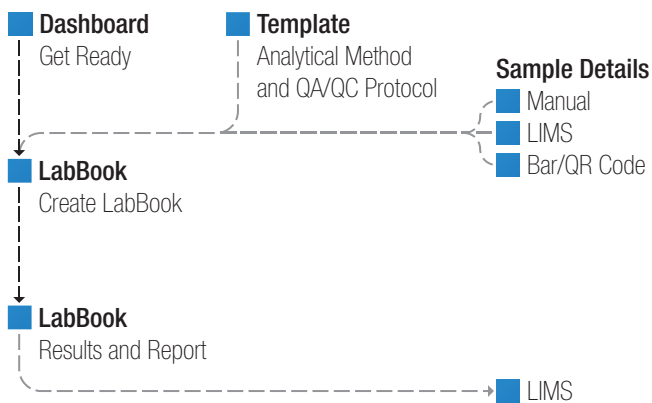 Dashboard
Get Ready
Template
Analytical Method
and QA/QC Protocol
Sample Details
Manual
LIMS
Bar/QR Code
LabBook
Create LabBook
LabBook
Results and Report
LIMS